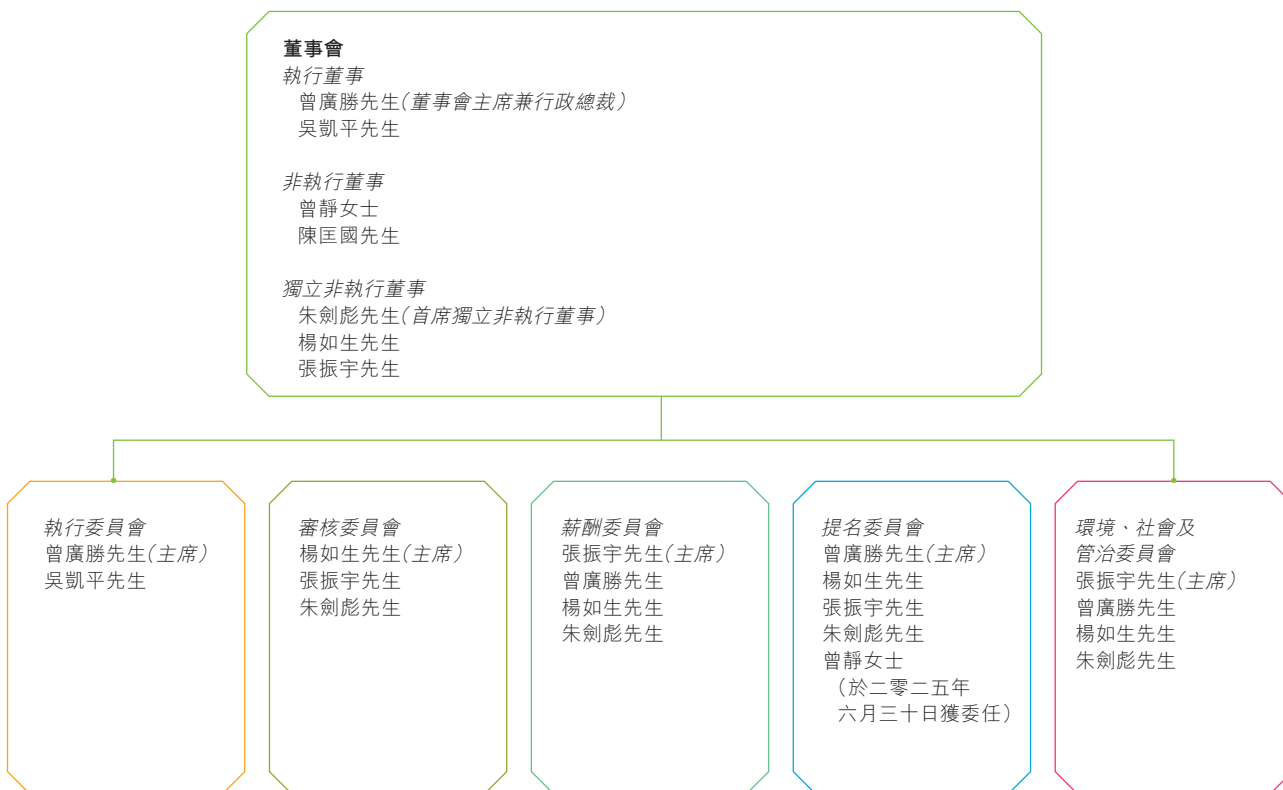 董事會
執行董事
曾廣勝先生(董事會主席兼行政總裁)
吳凱平先生
非執行董事
曾靜女士
陳匡國先生
獨立非執行董事
朱劍彪先生(首席獨立非執行董事)
楊如生先生
張振宇先生
執行委員會
曾廣勝先生(主席)
吳凱平先生
審核委員會
楊如生先生(主席)
張振宇先生
朱劍彪先生
薪酬委員會
張振宇先生(主席)
曾廣勝先生
楊如生先生
朱劍彪先生
提名委員會
曾廣勝先生(主席)
楊如生先生
張振宇先生
朱劍彪先生
曾靜女士
（於二零二五年
六月三十日獲委任）
環境、社會及
管治委員會
張振宇先生(主席)
曾廣勝先生
楊如生先生
朱劍彪先生